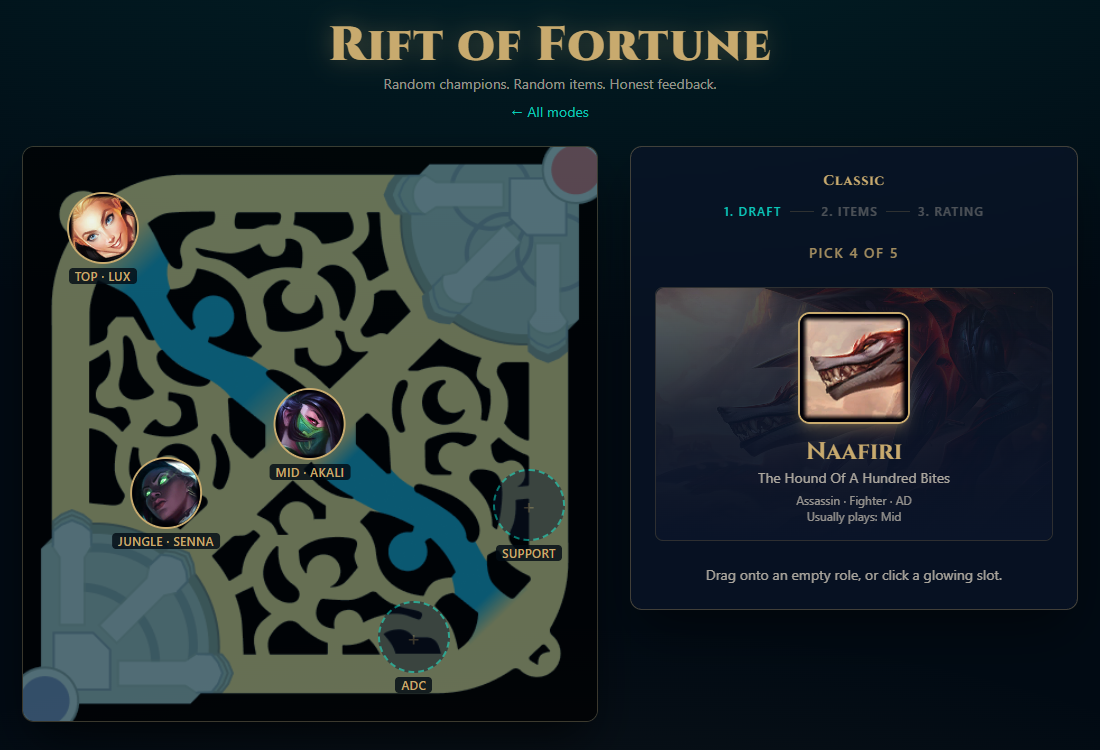 Rift of Fortune
Random champions. Random items. Honest feedback.
← All modes
TOP · LUX
MID · AKALI
JUNGLE · SENNA
SUPPORT
ADC
Classic
1. DRAFT 2. ITEMS 3. RATING
PICK 4 OF 5
Naafiri
The Hound Of A Hundred Bites
Assassin · Fighter · AD
Usually plays: Mid
Drag onto an empty role, or click a glowing slot.